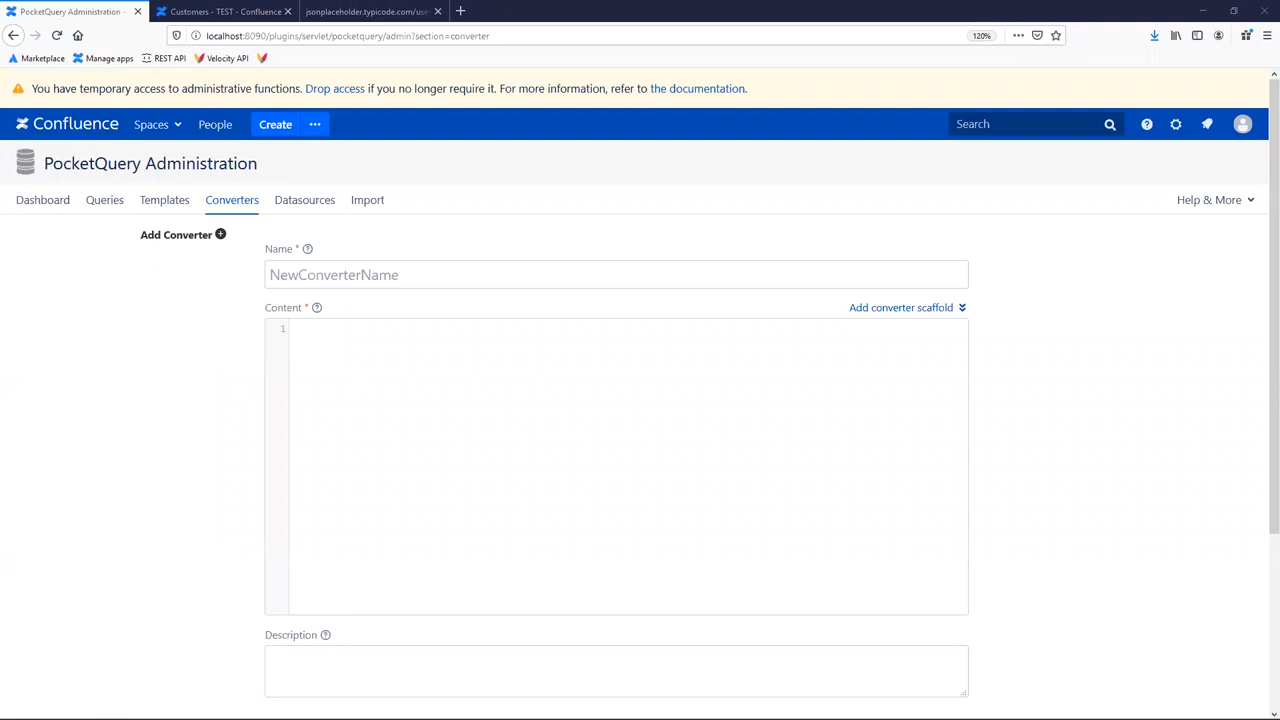 PocketQuery Administration -
Customers - TEST - Confluence
jsonplaceholder.typicode.com/use
localhost:8090/plugins/servlet/pocketquery/admin?section=converter
120%
Marketplace
Manage apps
REST API
Velocity API
You have temporary access to administrative functions. Drop access if you no longer require it. For more information, refer to the documentation.
Confluence
Spaces
People
Create
Search
PocketQuery Administration
Dashboard
Queries
Templates
Converters
Datasources
Import
Help & More
Add Converter
Name *
NewConverterName
Content *
Add converter scaffold
1
Description